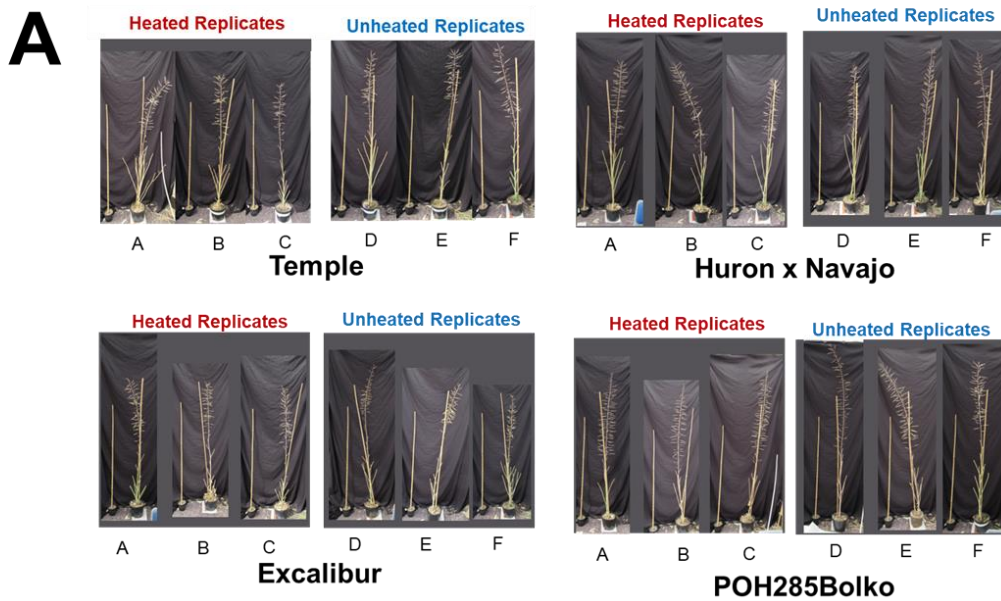 A
Heated Replicates
Unheated Replicates
A B C D E F
Temple
Heated Replicates
Unheated Replicates
A B C D E F
Huron x Navajo
Heated Replicates
Unheated Replicates
A B C D E F
Excalibur
Heated Replicates
Unheated Replicates
A B C D E F
POH285Bolko